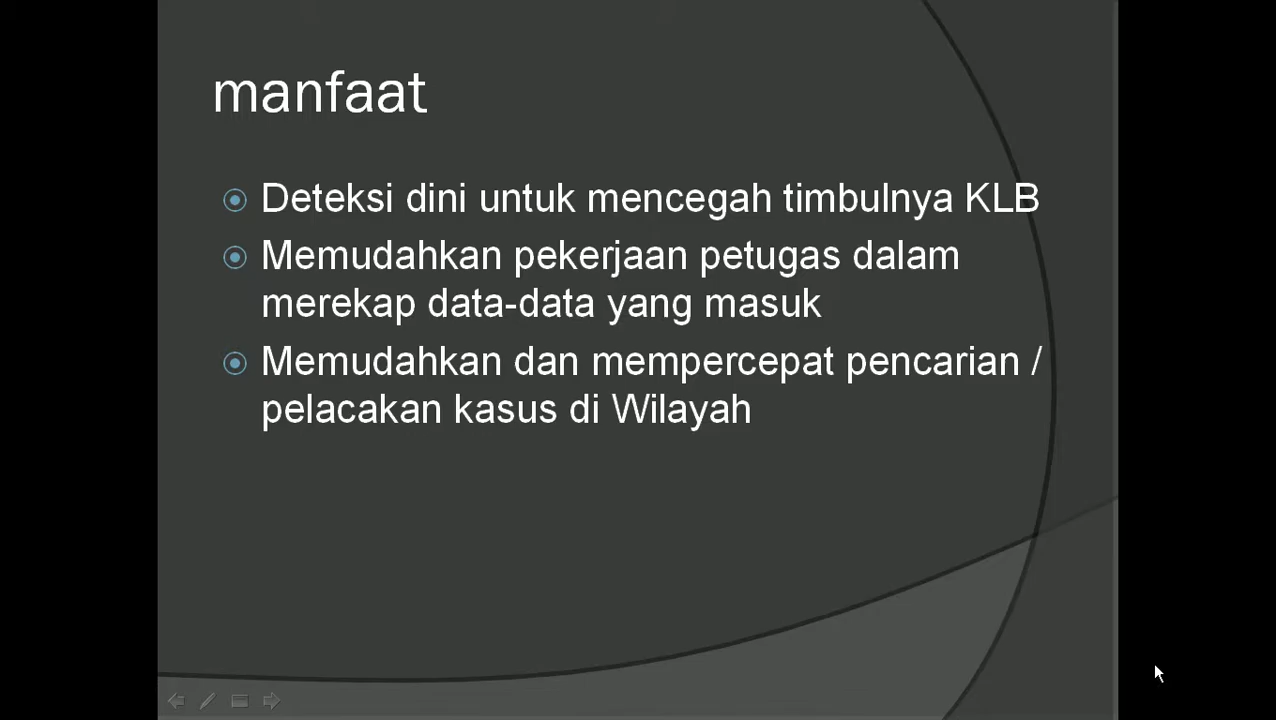 manfaat
Deteksi dini untuk mencegah timbulnya KLB
Memudahkan pekerjaan petugas dalam
merekap data-data yang masuk
Memudahkan dan mempercepat pencarian /
pelacakan kasus di Wilayah